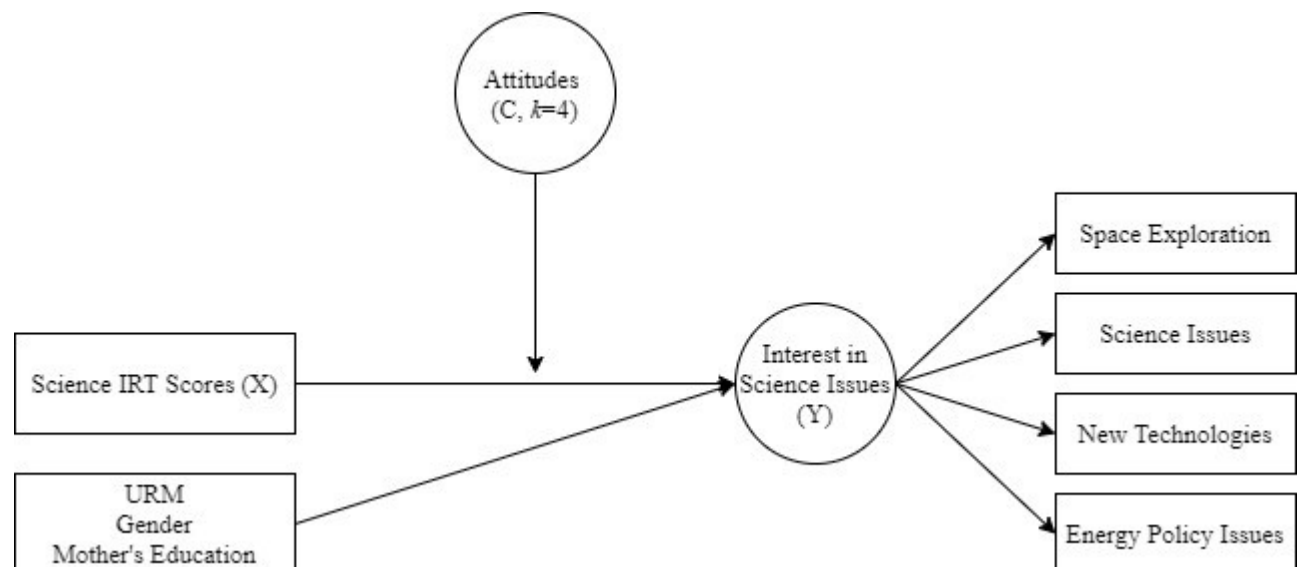 Attitudes
(C, k=4)
Space Exploration
Science Issues
Interest in
Science Issues
(Y)
Science IRT Scores (X)
New Technologies
URM
Gender
Mother's Education
Energy Policy Issues